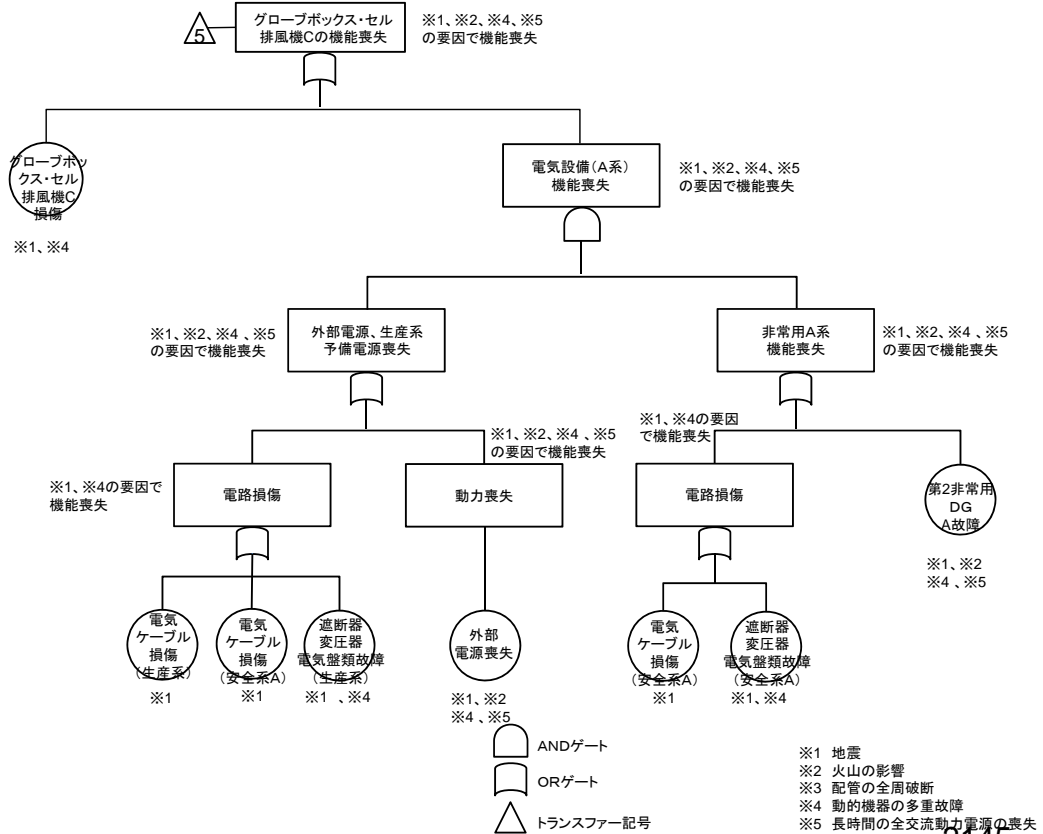 5
グローブボックス・セル
排風機Cの機能喪失
※1、※2、※4、※5
の要因で機能喪失
グローブボッ
クス・セル
排風機C
損傷
※1、※4
電気設備(A系)
機能喪失
※1、※2、※4、※5
の要因で機能喪失
※1、※2、※4 、※5
の要因で機能喪失
外部電源、生産系
予備電源喪失
非常用A系
機能喪失
※1、※2、※4 、※5
の要因で機能喪失
※1、※4の要因で
機能喪失
電路損傷
※1、※2、※4 、※5
の要因で機能喪失
動力喪失
※1、※4の要因
で機能喪失
電路損傷
第2非常用
DG
A故障
※1、※2
※4 、※5
電気
ケーブル
損傷
(生産系)
※1
電気
ケーブル
損傷
(安全系A)
※1
遮断器
変圧器
電気盤類故障
(生産系)
※1 、※4
外部
電源喪失
※1、※2
※4 、※5
電気
ケーブル
損傷
(安全系A)
※1
遮断器
変圧器
電気盤類故障
(安全系A)
※1、※4
ANDゲート
ORゲート
トランスファー記号
※1 地震
※2 火山の影響
※3 配管の全周破断
※4 動的機器の多重故障
※5 長時間の全交流動力電源の喪失